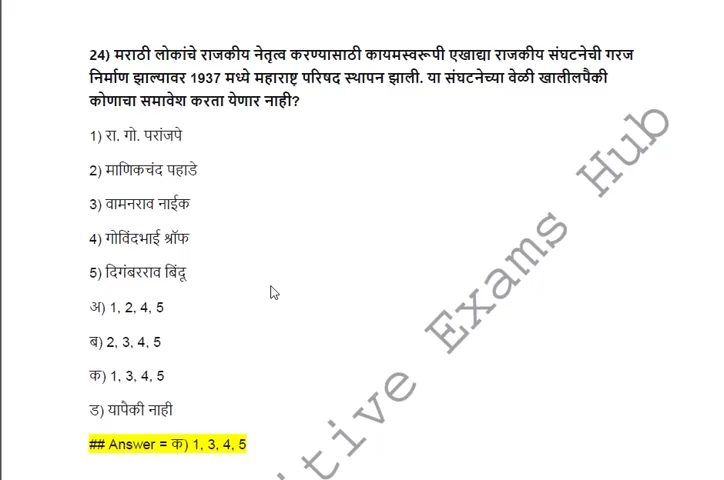 24) मराठी लोकांचे राजकीय नेतृत्व करण्यासाठी कायमस्वरूपी एखाद्या राजकीय संघटनेची गरज
निर्माण झाल्यावर 1937 मध्ये महाराष्ट्र परिषद स्थापन झाली. या संघटनेच्या वेळी खालीलपैकी
कोणाचा समावेश करता येणार नाही?
1) रा. गो. परांजपे
2) माणिकचंद पहाडे
3) वामनराव नाईक
4) गोविंदभाई श्रॉफ
5) दिगंबरराव बिंदू
अ) 1, 2, 4, 5
ब) 2, 3, 4, 5
क) 1, 3, 4, 5
ड) यापैकी नाही
## Answer = क) 1, 3, 4, 5
itive Exams Hub